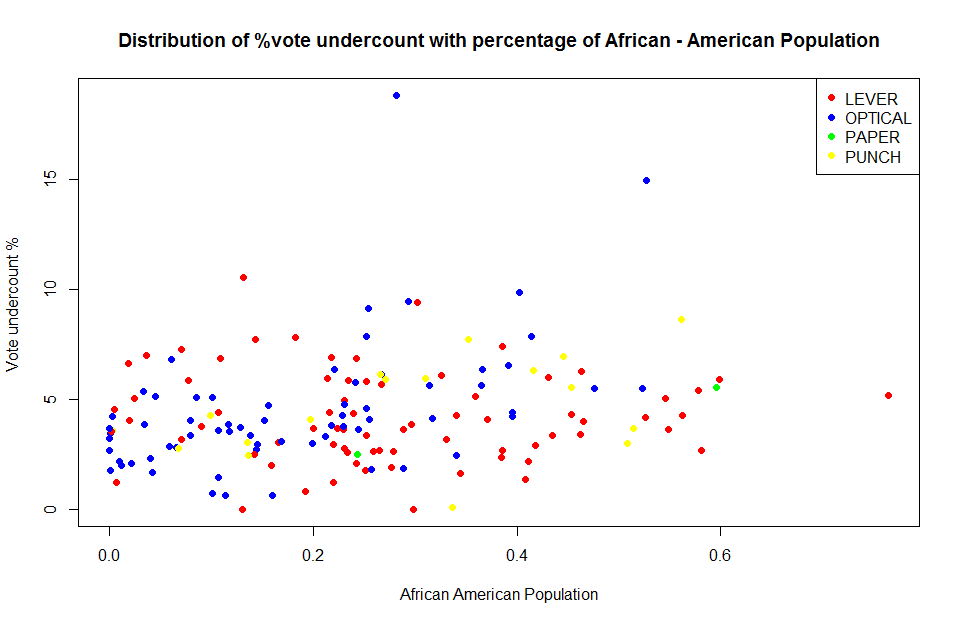 Distribution of %vote undercount with percentage of African - American Population
LEVER
OPTICAL
PAPER
PUNCH
Vote undercount %
15
10
5
0
0.0 0.2 0.4 0.6
African American Population